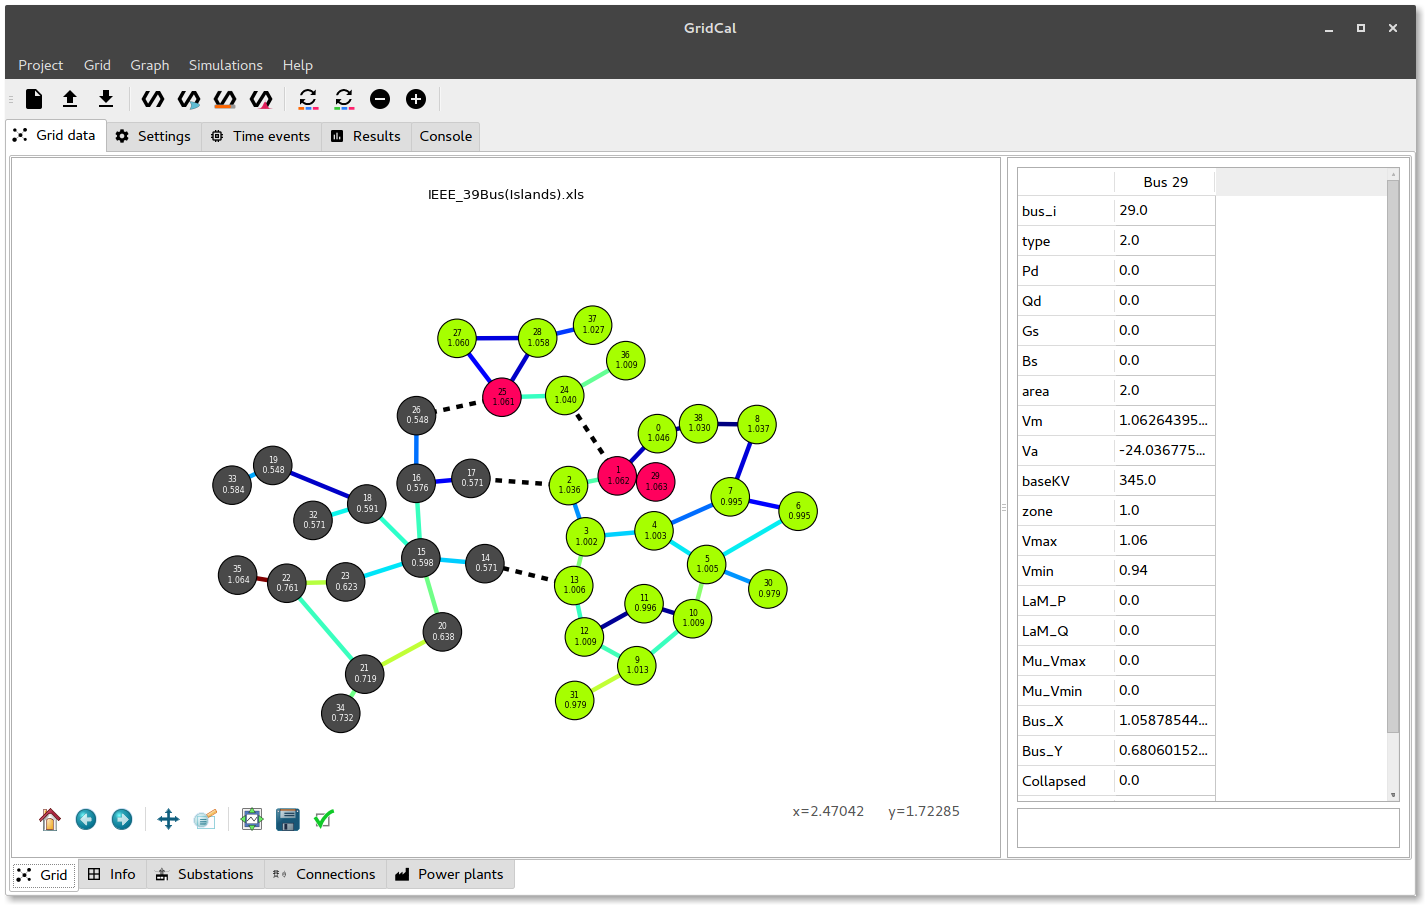 GridCal
Project Grid Graph Simulations Help
Grid data Settings Time events Results Console
IEEE_39Bus(Islands).xls
37
1.027
27
1.060
28
1.058
36
1.009
24
1.040
25
1.061
26
0.548
38
1.030
8
1.037
0
1.046
19
0.548
1
1.062
29
1.063
17
0.571
16
0.576
33
0.584
2
1.036
7
0.995
18
0.591
6
0.995
32
0.571
4
1.003
3
1.002
15
0.598
14
0.571
5
1.005
35
1.064
22
0.761
23
0.623
13
1.006
30
0.979
11
0.996
10
1.009
20
0.638
12
1.009
9
1.013
21
0.719
31
0.979
34
0.732
x=2.47042 y=1.72285
Bus 29
bus_i 29.0
type 2.0
Pd 0.0
Qd 0.0
Gs 0.0
Bs 0.0
area 2.0
Vm 1.06264395...
Va -24.036775...
baseKV 345.0
zone 1.0
Vmax 1.06
Vmin 0.94
LaM_P 0.0
LaM_Q 0.0
Mu_Vmax 0.0
Mu_Vmin 0.0
Bus_X 1.05878544...
Bus_Y 0.68060152...
Collapsed 0.0
Grid Info Substations Connections Power plants